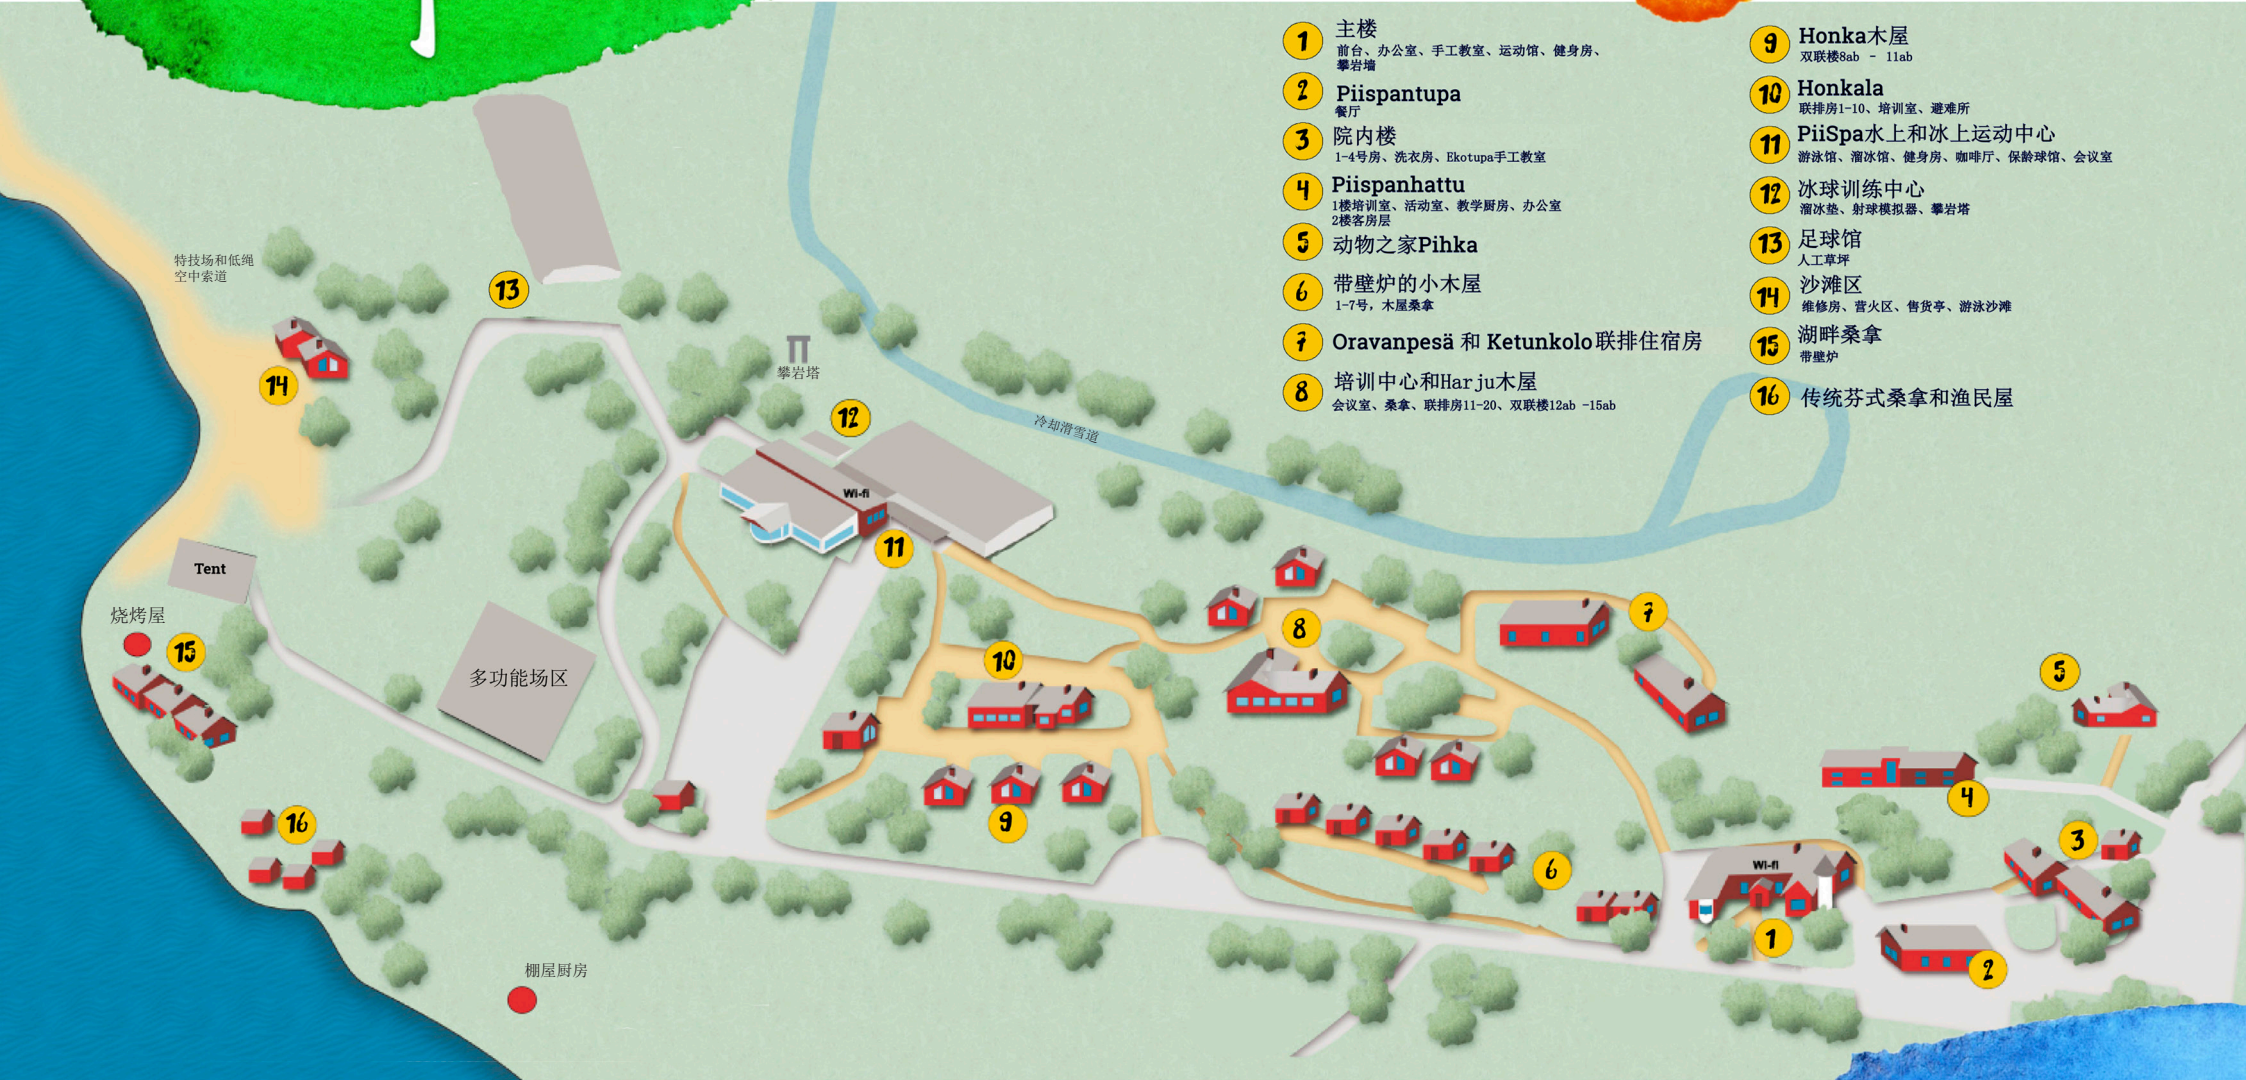 1
主楼
前台、办公室、手工教室、运动馆、健身房、
攀岩墙
2
Piispantupa
餐厅
3
院内楼
1-4号房、洗衣房、Ekotupa手工教室
4
Piispanhattu
1楼培训室、活动室、教学厨房、办公室
2楼客房层
5
动物之家Pihka
6
带壁炉的小木屋
1-7号，木屋桑拿
7
Oravanpesä 和 Ketunkolo联排住宿房
8
培训中心和Harju木屋
会议室、桑拿、联排房11-20、双联楼12ab -15ab
9
Honka木屋
双联楼8ab - 11ab
10
Honkala
联排房1-10、培训室、避难所
11
PiiSpa水上和冰上运动中心
游泳馆、溜冰馆、健身房、咖啡厅、保龄球馆、会议室
12
冰球训练中心
溜冰垫、射球模拟器、攀岩塔
13
足球馆
人工草坪
14
沙滩区
维修房、营火区、售货亭、游泳沙滩
15
湖畔桑拿
带壁炉
16
传统芬式桑拿和渔民屋
特技场和低绳
空中索道
13
14
攀岩塔
12
冷却滑雪道
Wi-fi
11
Tent
烧烤屋
15
多功能场区
10
8
7
5
4
16
9
6
3
Wi-fi
1
2
棚屋厨房